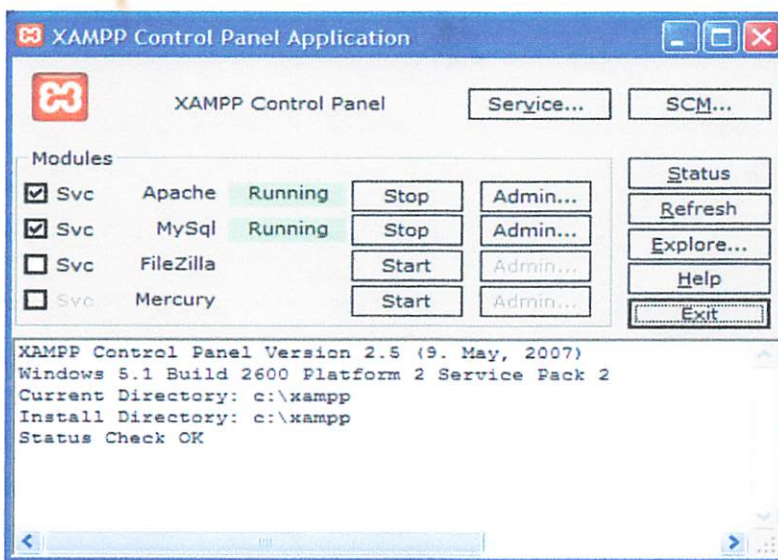 XAMPP Control Panel Application
XAMPP Control Panel Service... SCM...
Modules
Svc Apache Running Stop Admin...
Svc MySql Running Stop Admin...
Svc FileZilla Start Admin...
Svc Mercury Start Admin...
Status
Refresh
Explore...
Help
Exit
XAMPP Control Panel Version 2.5 (9. May, 2007)
Windows 5.1 Build 2600 Platform 2 Service Pack 2
Current Directory: c:\xampp
Install Directory: c:\xampp
Status Check OK